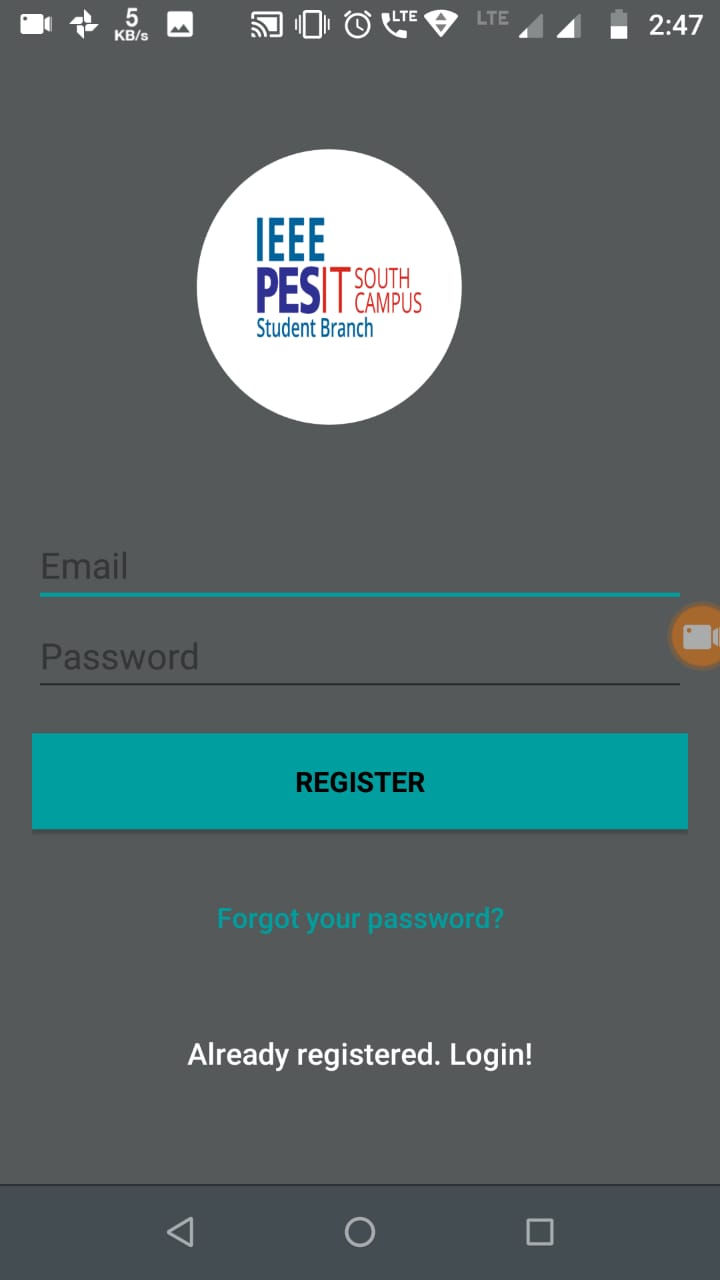 5
KB/s
LTE
LTE
2:47
IEEE
PESIT SOUTH CAMPUS
Student Branch
Email
Password
REGISTER
Forgot your password?
Already registered. Login!